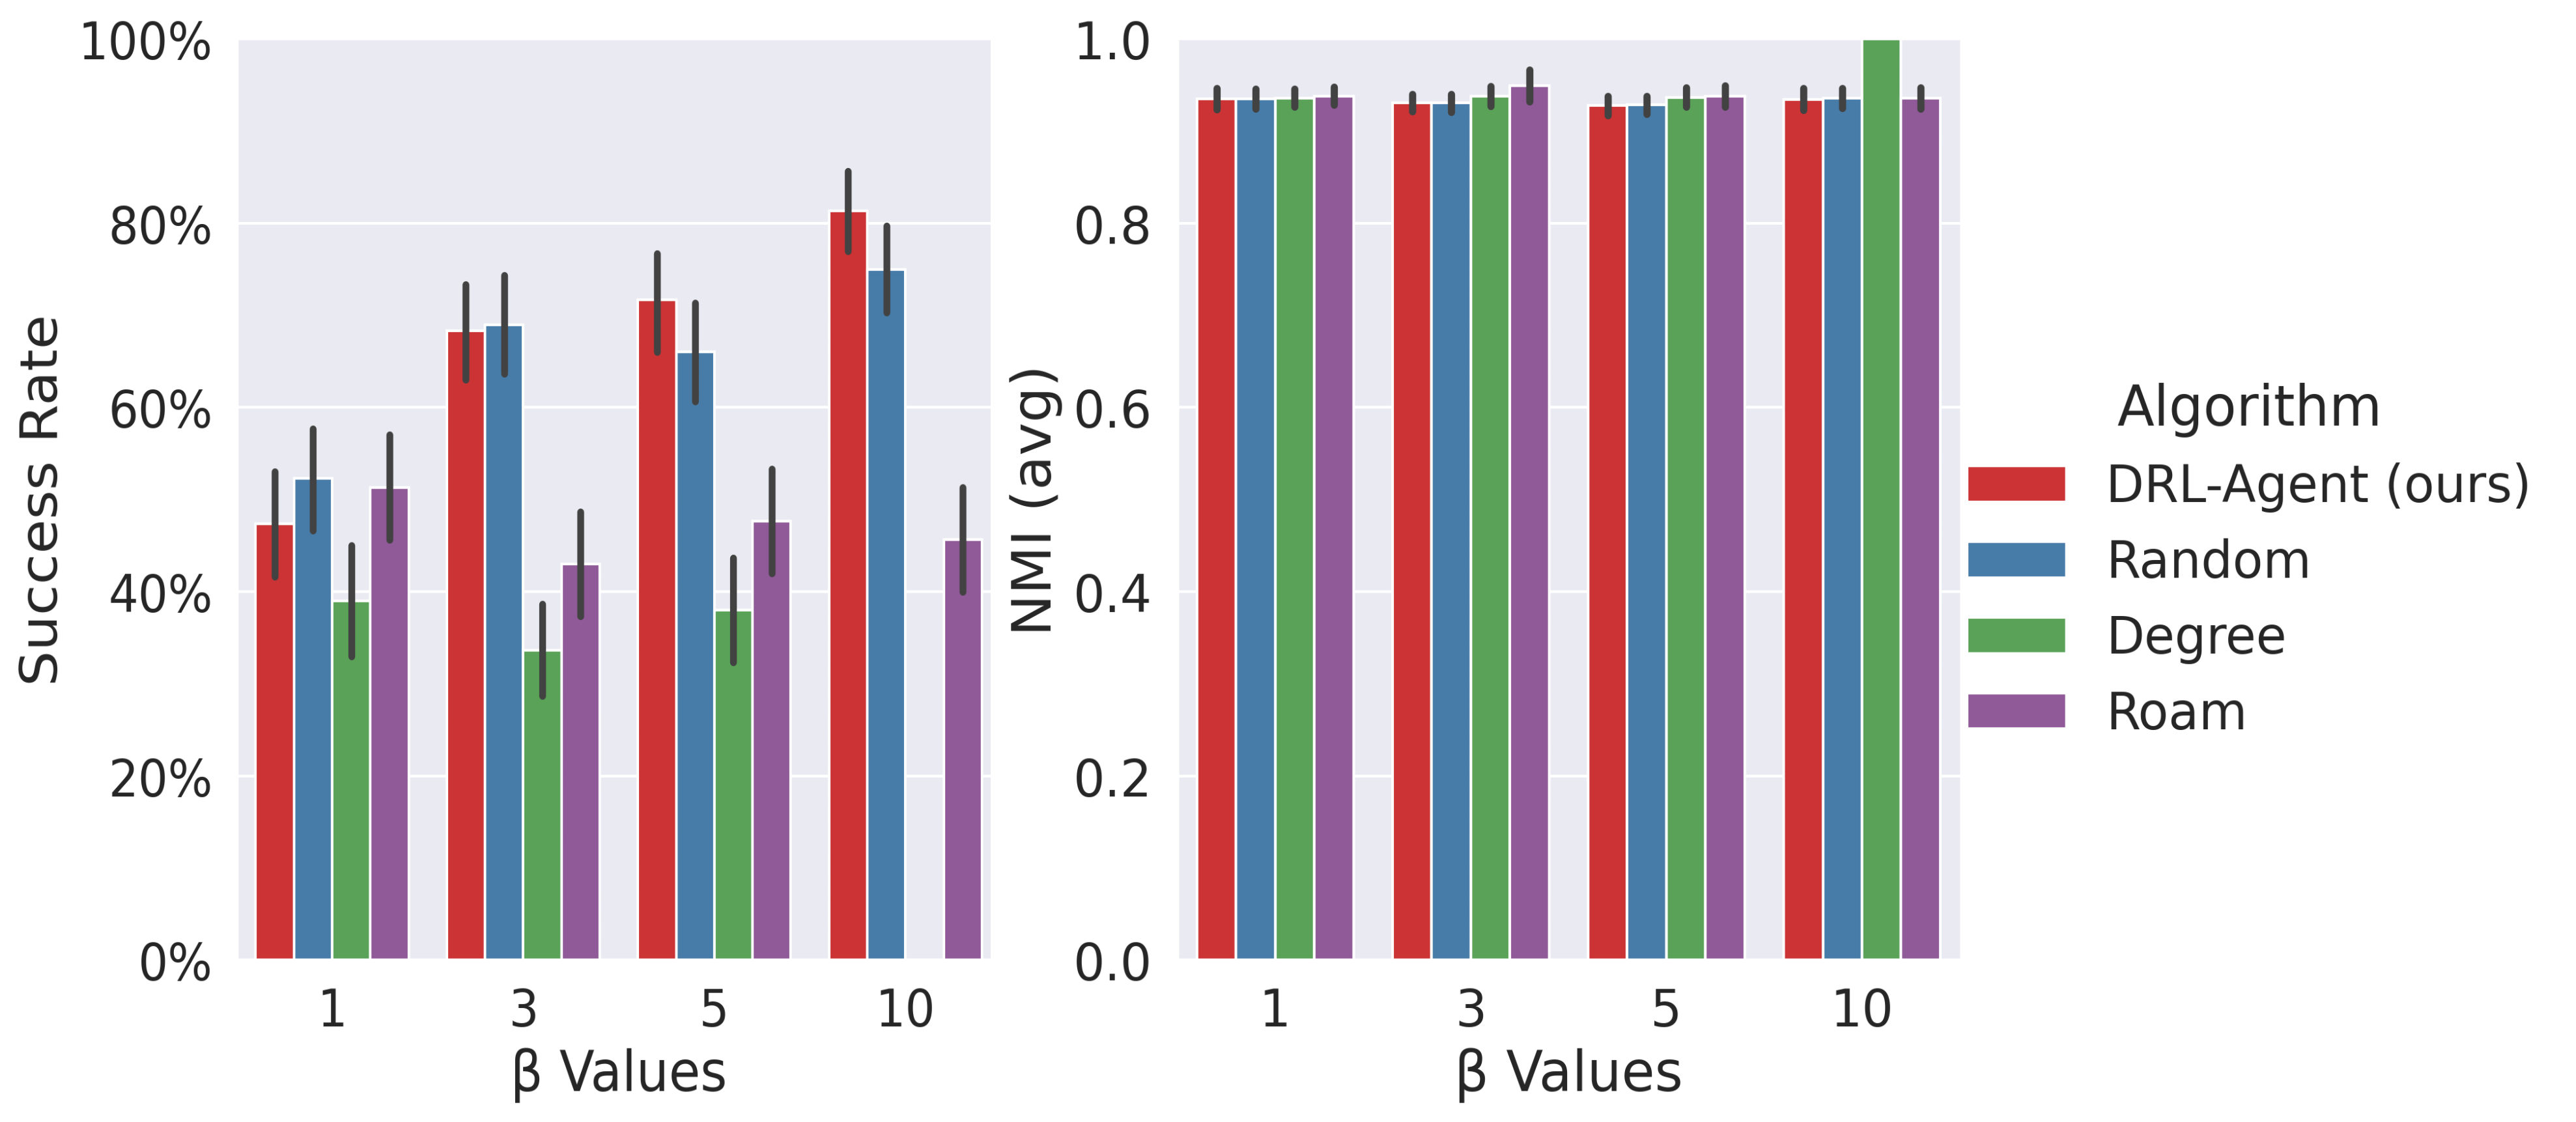 100%
80%
60%
40%
20%
0%
Success Rate
1 3 5 10
β Values
1.0
0.8
0.6
0.4
0.2
0.0
NMI (avg)
1 3 5 10
β Values
Algorithm
DRL-Agent (ours)
Random
Degree
Roam